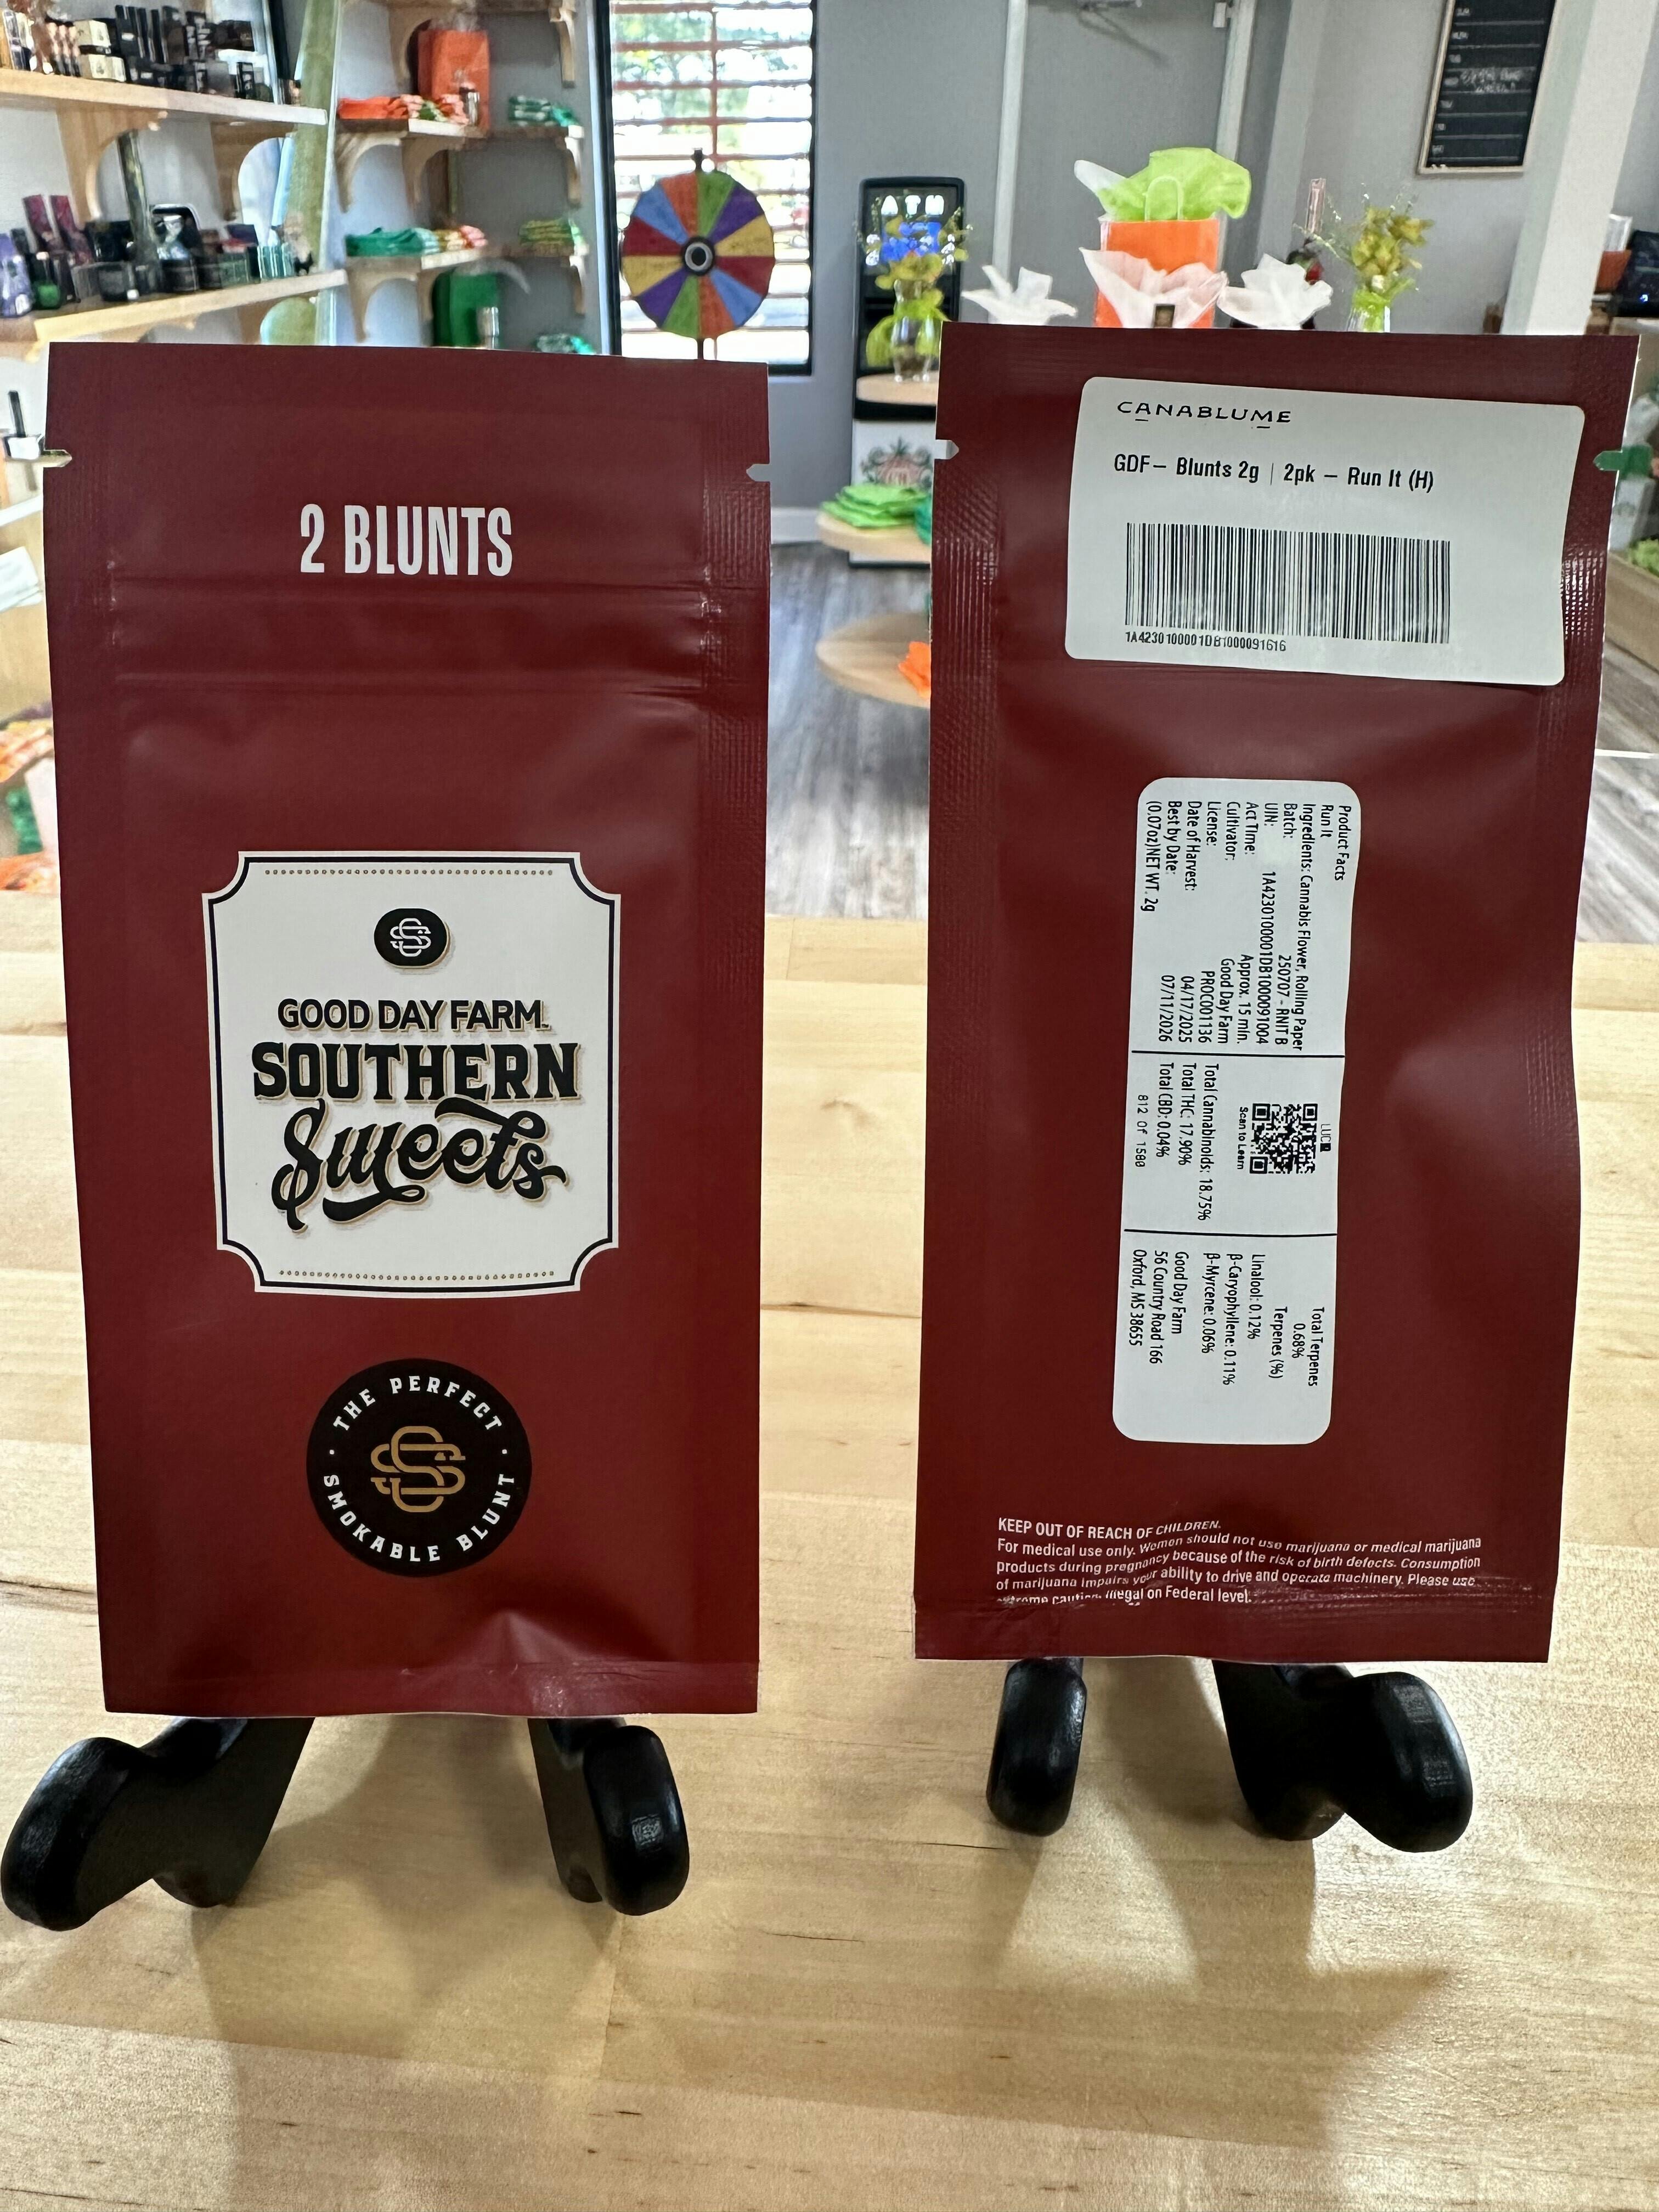 ATM
2 BLUNTS
GOOD DAY FARM.
SOUTHERN
Sweets
THE PERFECT
SMOKABLE BLUNT
CANABLUME
GDF– Blunts 2g | 2pk – Run It (H)
1A4230100001DB1000091616
Product Facts
Run It
Ingredients: Cannabis Flower, Rolling Paper
Batch: 250707 - RNIT B
UIN: 1A4230100001DB1000091004
Act Time: Approx. 15 min.
Cultivator: Good Day Farm
License: PROC001136
Date of Harvest: 04/17/2025
Best by Date: 07/11/2026
(0.07oz)NET WT. 2g
Scan to Learn
Total Cannabinoids: 18.75%
Total THC: 17.90%
Total CBD: 0.04%
812 Of 1580
Total Terpenes
0.68%
Terpenes (%)
Linalool: 0.12%
β-Caryophyllene: 0.11%
β-Myrcene: 0.06%
Good Day Farm
56 Country Road 166
Oxford, MS 38655
KEEP OUT OF REACH OF CHILDREN.
For medical use only. Women should not use marijuana or medical marijuana
products during pregnancy because of the risk of birth defects. Consumption
of marijuana impairs your ability to drive and operate machinery. Please use
extreme caution. Illegal on Federal level.